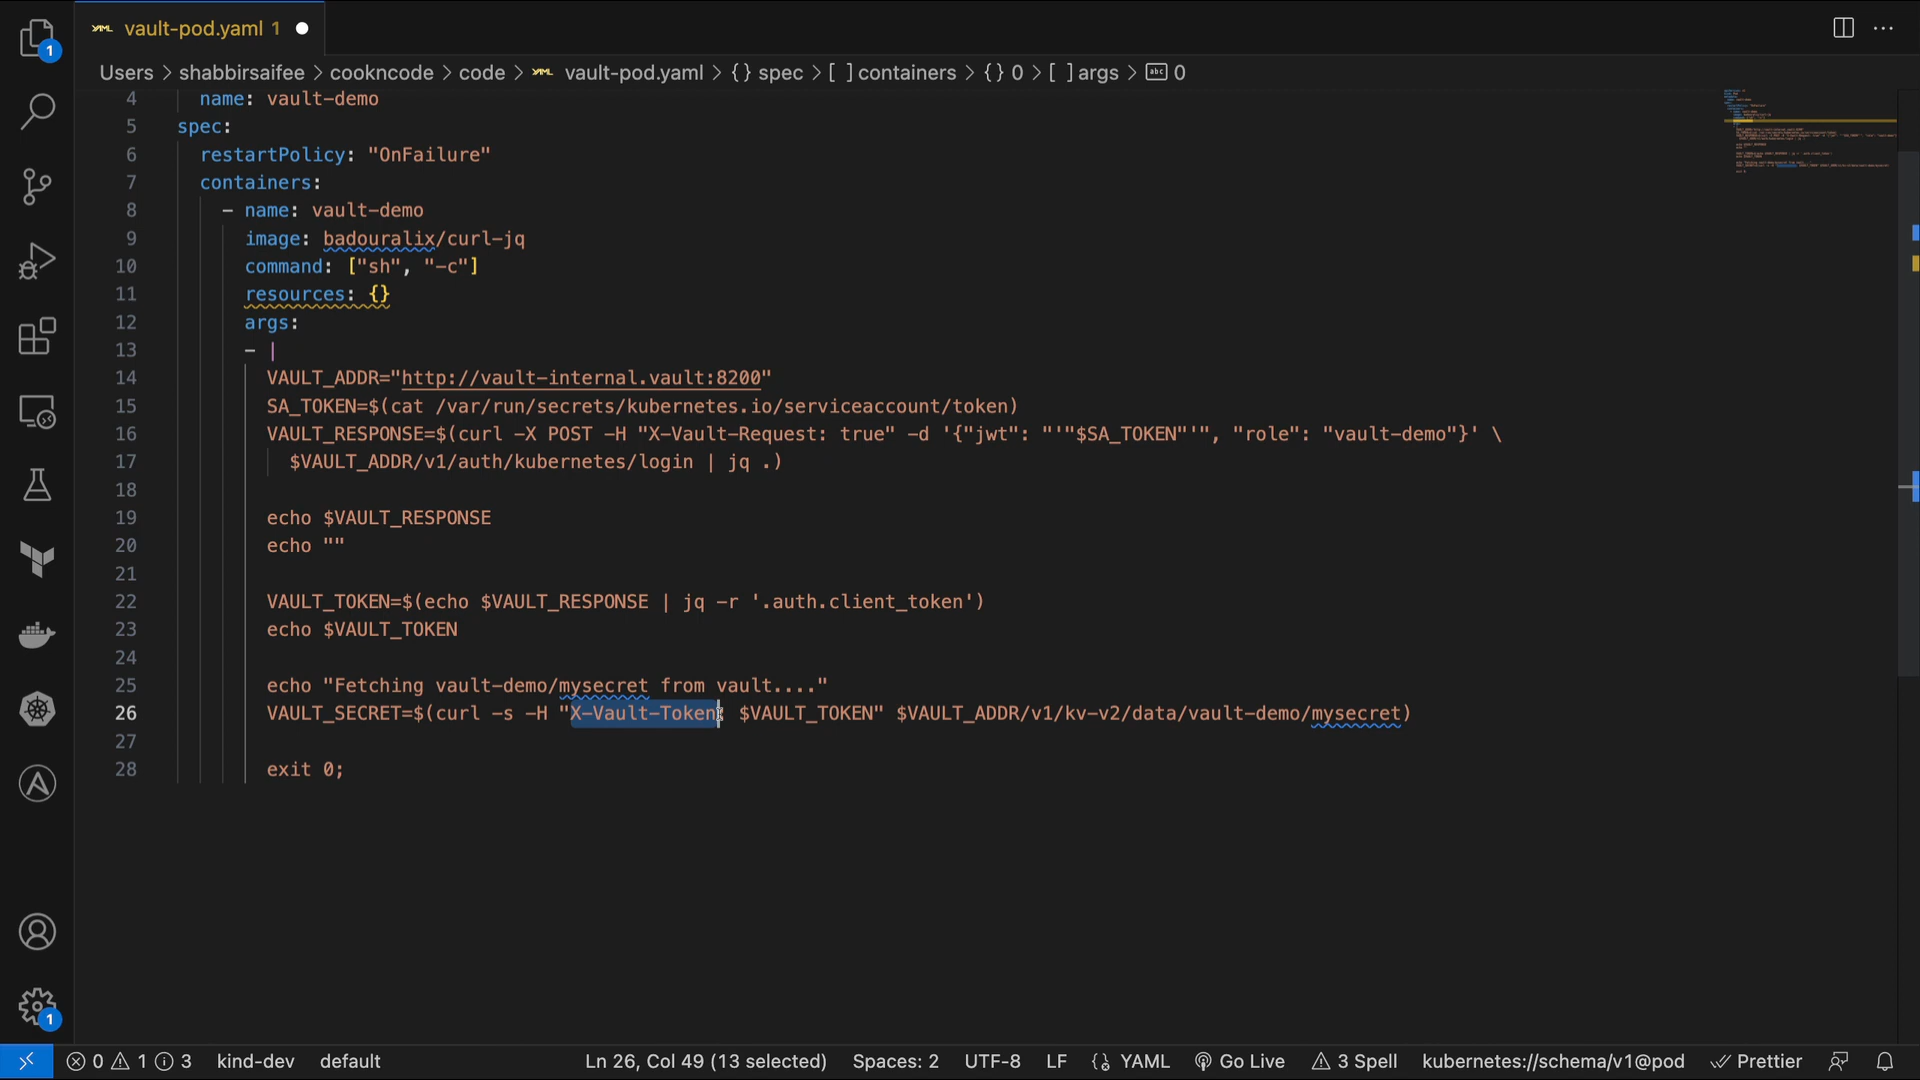 vault-pod.yaml 1
1
Users > shabbirsaifee > cookncode > code > vault-pod.yaml > {} spec > [ ] containers > {} 0 > [ ] args > abc 0
4 name: vault-demo
5 spec:
6 restartPolicy: "OnFailure"
7 containers:
8 - name: vault-demo
9 image: badouralix/curl-jq
10 command: ["sh", "-c"]
11 resources: {}
12 args:
13 - |
14 VAULT_ADDR="http://vault-internal.vault:8200"
15 SA_TOKEN=$(cat /var/run/secrets/kubernetes.io/serviceaccount/token)
16 VAULT_RESPONSE=$(curl -X POST -H "X-Vault-Request: true" -d '{"jwt": "'"$SA_TOKEN"'", "role": "vault-demo"}' \
17 $VAULT_ADDR/v1/auth/kubernetes/login | jq .)
18
19 echo $VAULT_RESPONSE
20 echo ""
21
22 VAULT_TOKEN=$(echo $VAULT_RESPONSE | jq -r '.auth.client_token')
23 echo $VAULT_TOKEN
24
25 echo "Fetching vault-demo/mysecret from vault...."
26 VAULT_SECRET=$(curl -s -H "X-Vault-Token: $VAULT_TOKEN" $VAULT_ADDR/v1/kv-v2/data/vault-demo/mysecret)
27
28 exit 0;
1
0 1 3 kind-dev default Ln 26, Col 49 (13 selected) Spaces: 2 UTF-8 LF {} YAML Go Live 3 Spell kubernetes://schema/v1@pod Prettier